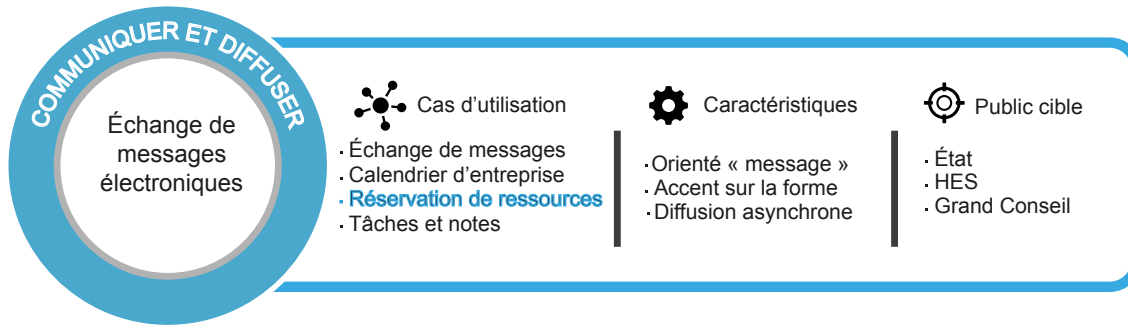 COMMUNIQUER ET DIFFUSER
Échange de
messages
électroniques
Cas d'utilisation
. Échange de messages
. Calendrier d'entreprise
. Réservation de ressources
. Tâches et notes
Caractéristiques
. Orienté « message »
. Accent sur la forme
. Diffusion asynchrone
Public cible
. État
. HES
. Grand Conseil